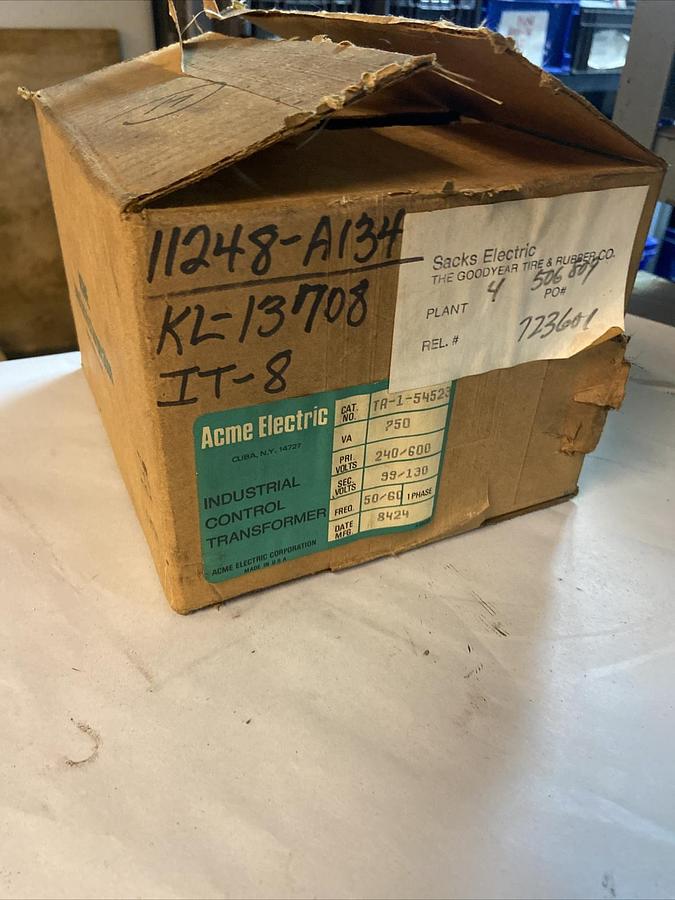 11248-A134
KL-13708
IT-8
Sacks Electric
THE GOODYEAR TIRE & RUBBER CO.
PLANT 4 506807 PO#
REL. # 723601
Acme Electric
CUBA, N.Y. 14727
INDUSTRIAL
CONTROL
TRANSFORMER
ACME ELECTRIC CORPORATION
MADE IN U.S.A.
CAT. NO. TA-1-54523
VA 750
PRI. VOLTS 240/600
SEC. VOLTS 99-130
FREQ. 50/60 1 PHASE
DATE MFG. 8424